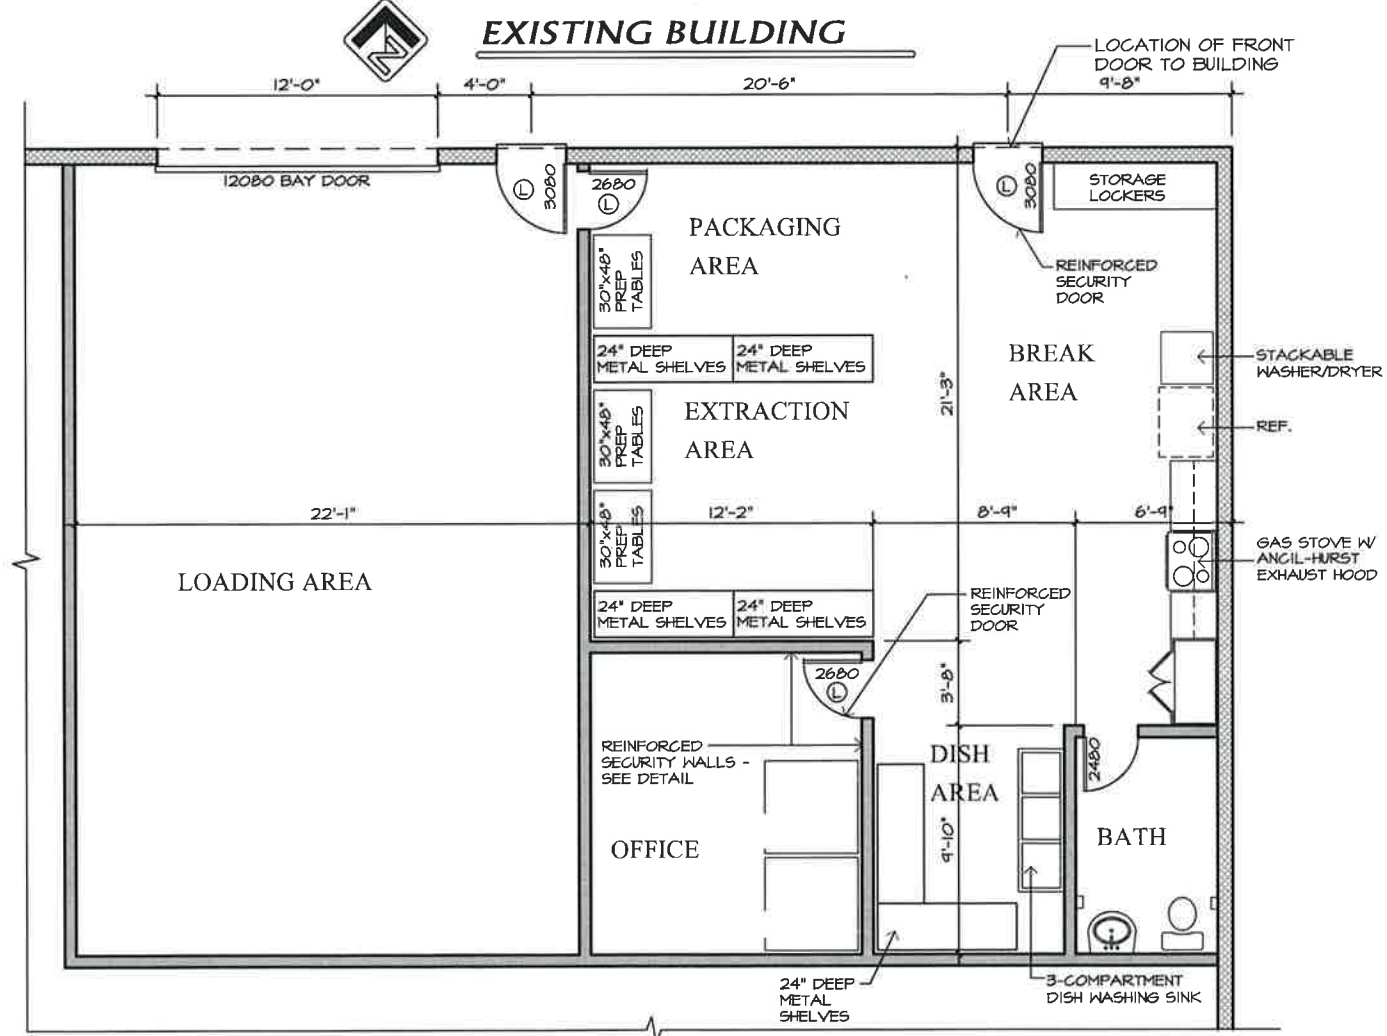 EXISTING BUILDING
LOCATION OF FRONT
DOOR TO BUILDING
12'-0"
4'-0"
20'-6"
9'-8"
12080 BAY DOOR
L
3080
2680
L
PACKAGING
AREA
L
3080
STORAGE
LOCKERS
REINFORCED
SECURITY
DOOR
30"x48"
PREP
TABLES
24" DEEP
METAL SHELVES
24" DEEP
METAL SHELVES
BREAK
AREA
STACKABLE
WASHER/DRYER
21'-3"
EXTRACTION
AREA
30"x48"
PREP
TABLES
REF.
22'-1"
12'-2"
8'-9"
6'-9"
30"x48"
PREP
TABLES
GAS STOVE W/
ANCIL-HURST
EXHAUST HOOD
LOADING AREA
24" DEEP
METAL SHELVES
24" DEEP
METAL SHELVES
REINFORCED
SECURITY
DOOR
2680
L
3'-8"
REINFORCED
SECURITY WALLS -
SEE DETAIL
DISH
AREA
2480
9'-10"
OFFICE
BATH
24" DEEP
METAL
SHELVES
3-COMPARTMENT
DISH WASHING SINK